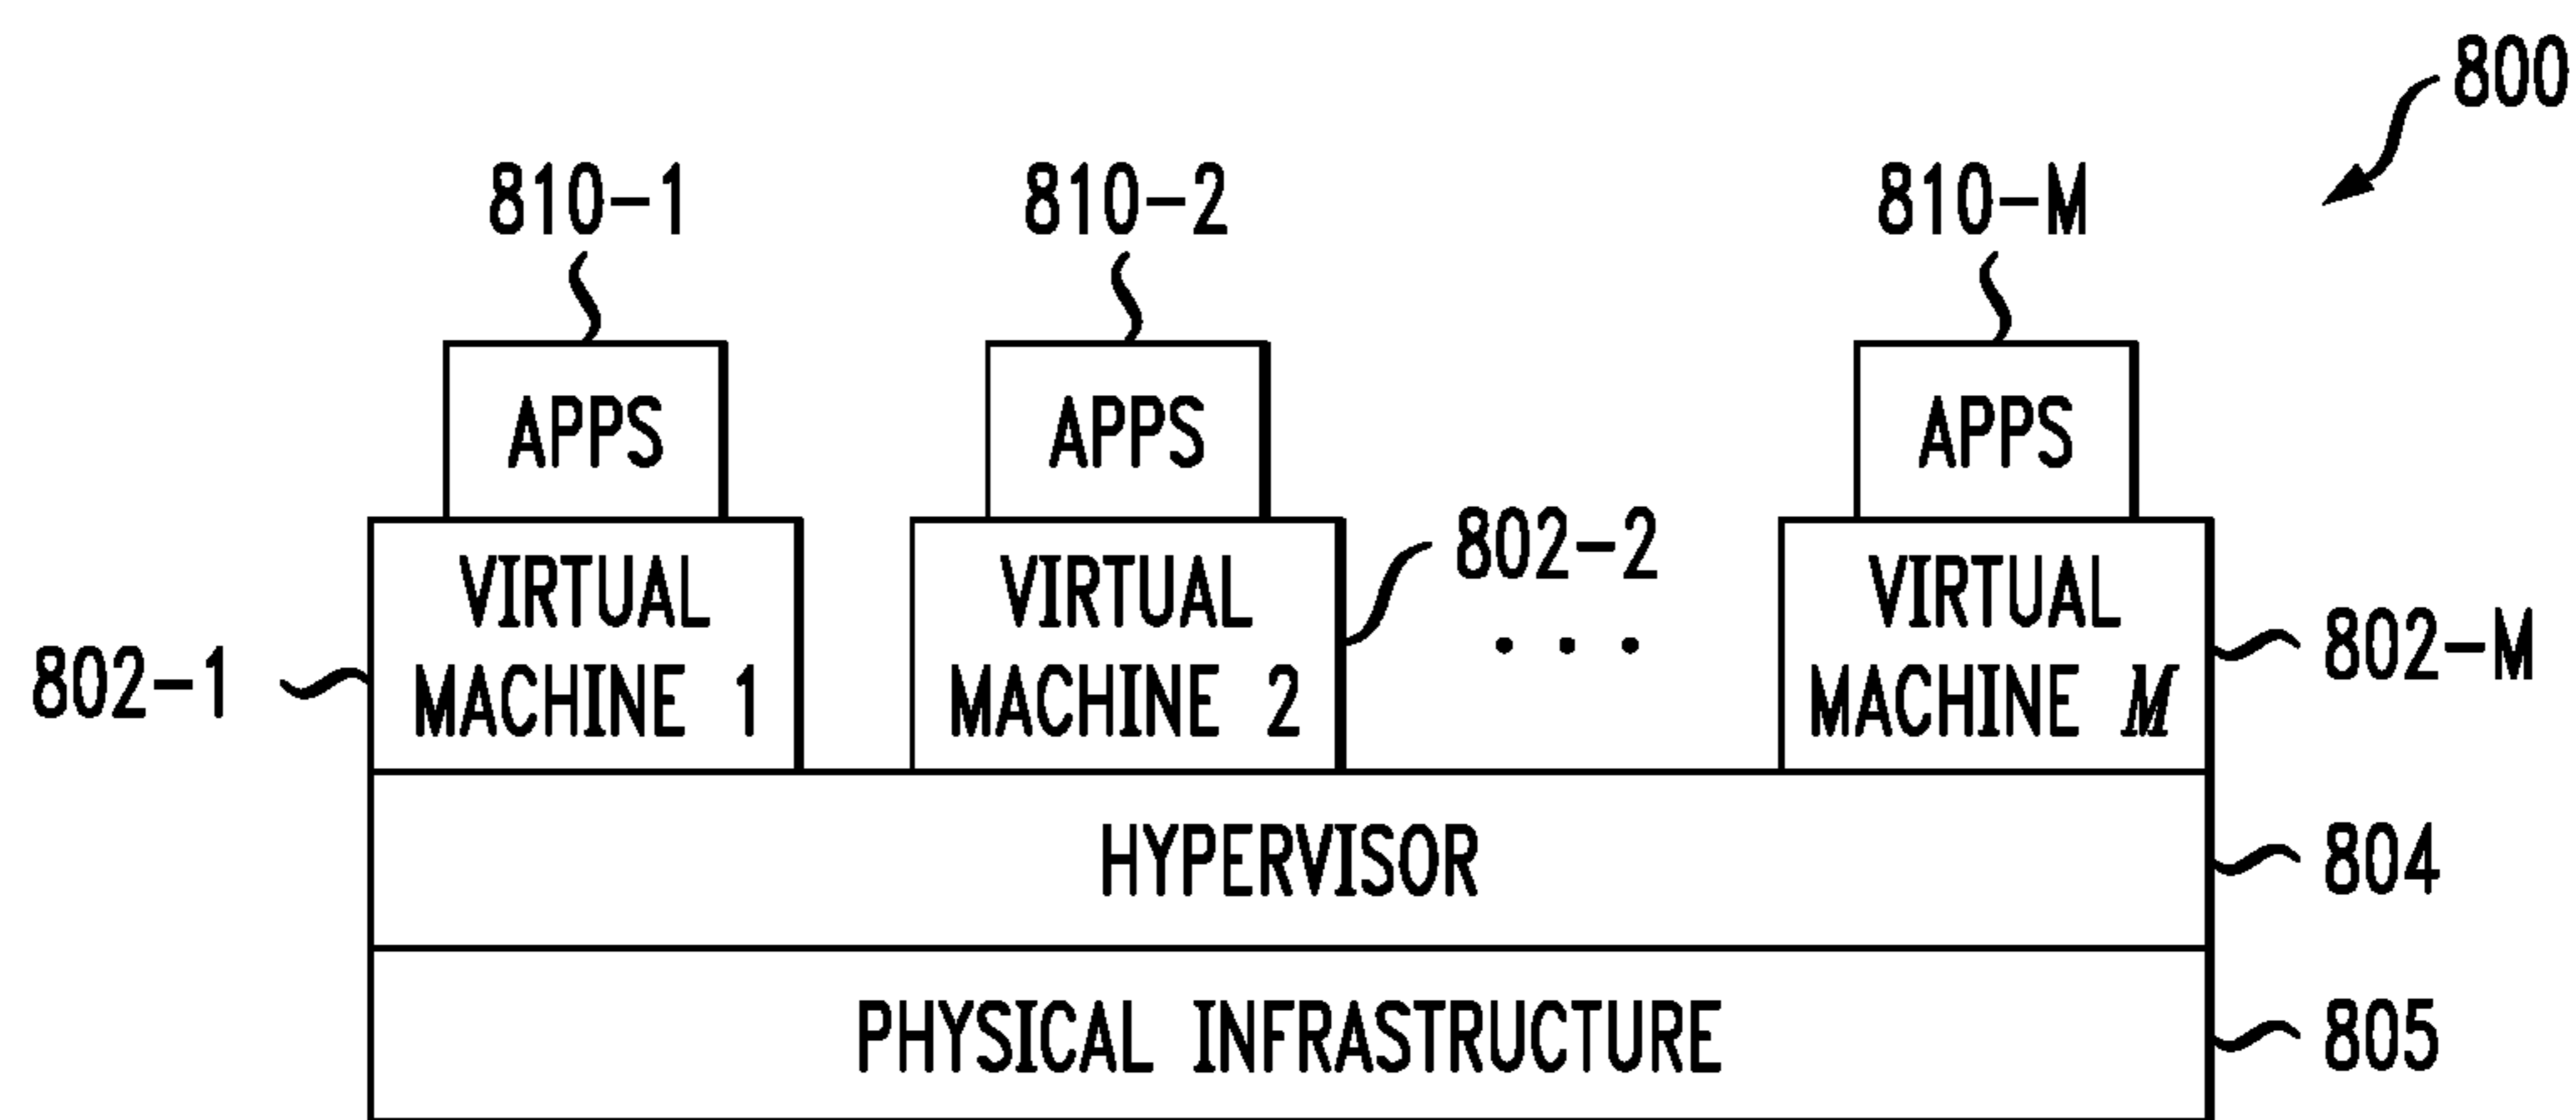 800
810-1
810-2
810-M
APPS
APPS
APPS
802-2
VIRTUAL
MACHINE 1
VIRTUAL
MACHINE 2
. . .
VIRTUAL
MACHINE M
802-1
802-M
HYPERVISOR
804
PHYSICAL INFRASTRUCTURE
805